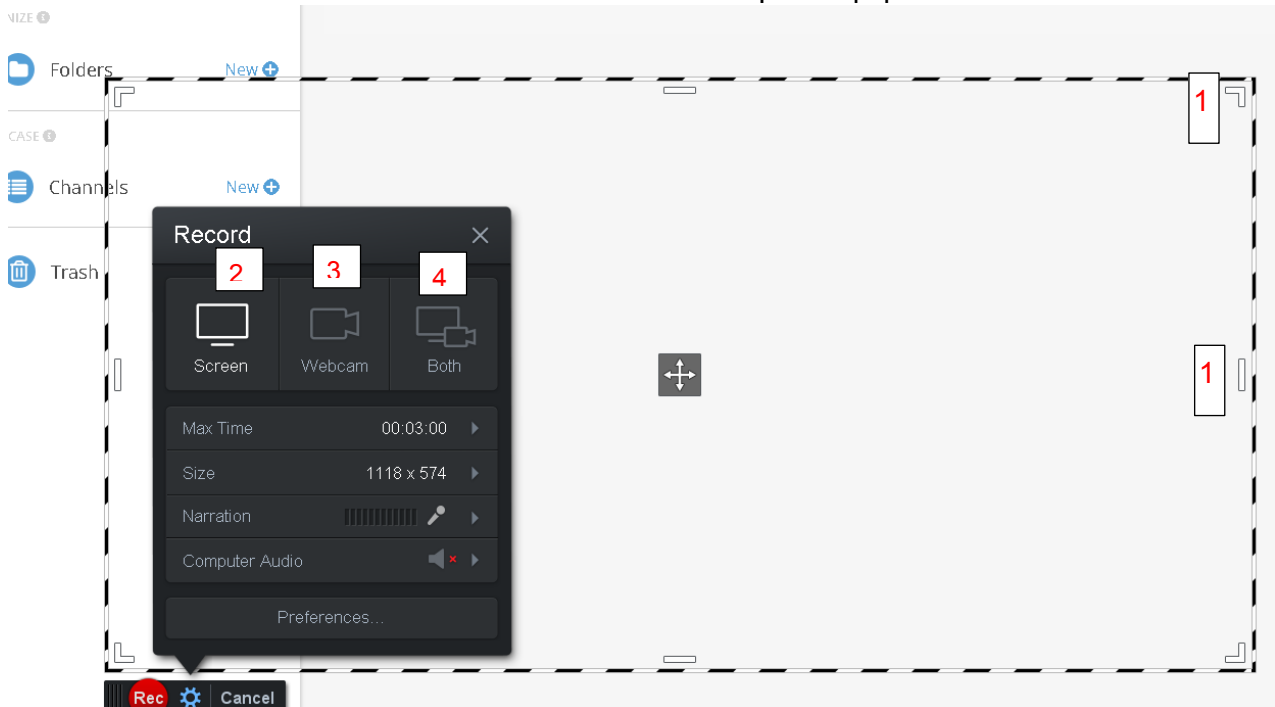 Folders New
1
CASE
Channels New
Record
2 3 4
Screen Webcam Both
1
Trash
Max Time 00:03:00
Size 1118 x 574
Narration
Computer Audio
Preferences...
Rec Cancel